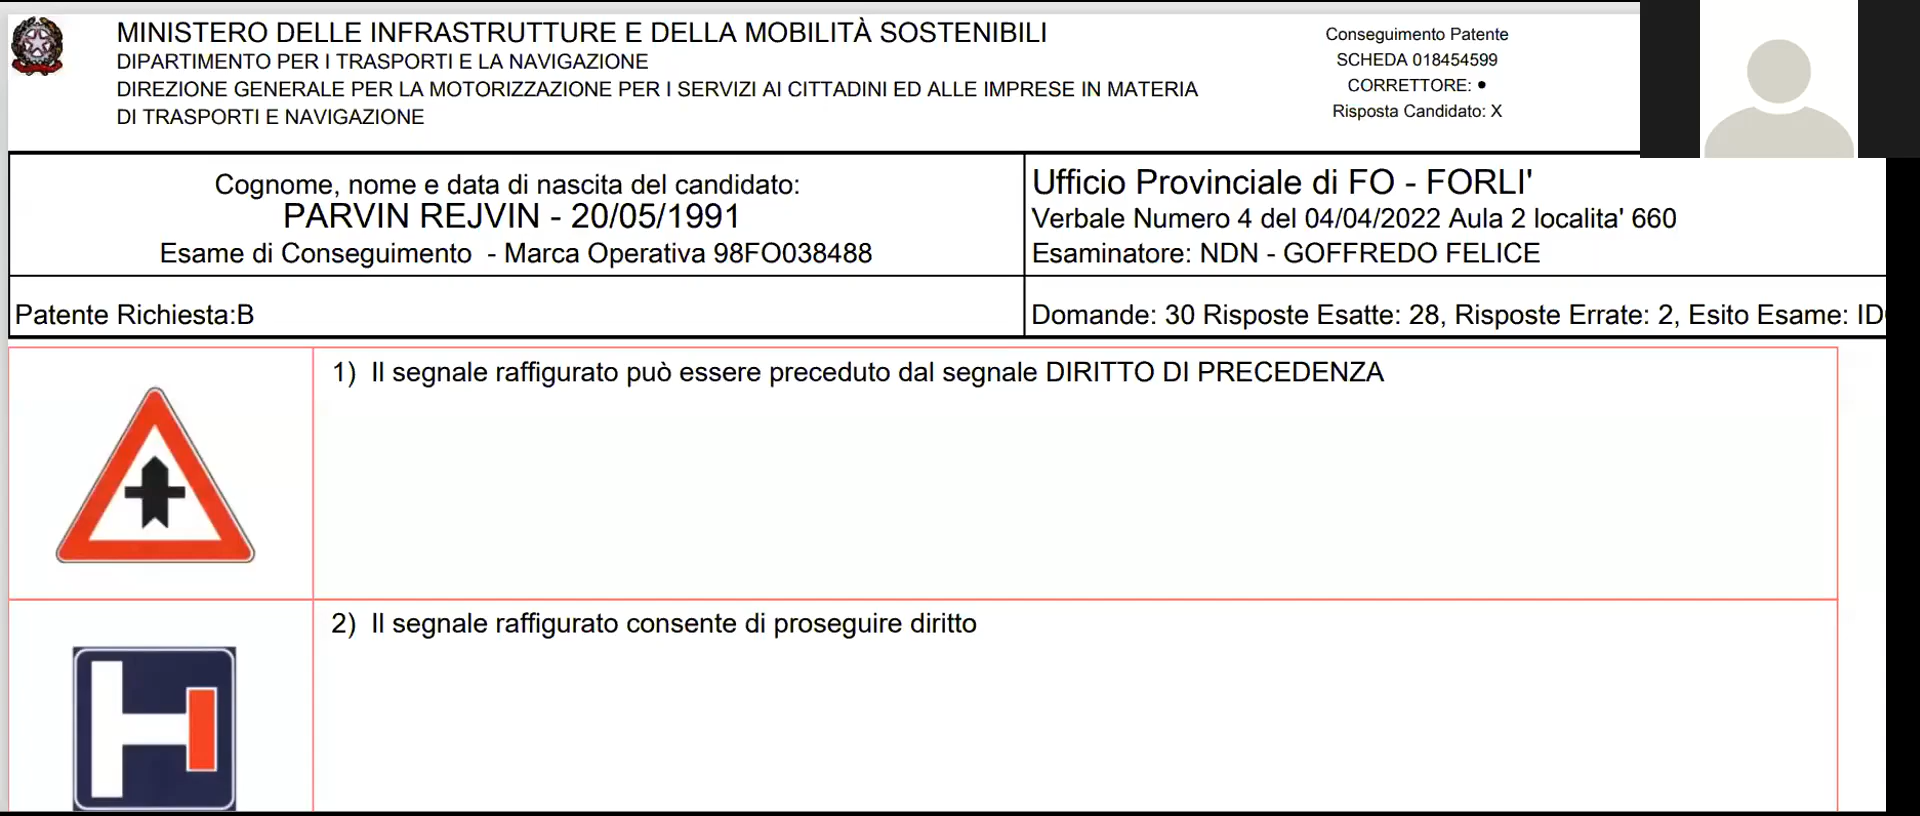 MINISTERO DELLE INFRASTRUTTURE E DELLA MOBILITÀ SOSTENIBILI
DIPARTIMENTO PER I TRASPORTI E LA NAVIGAZIONE
DIREZIONE GENERALE PER LA MOTORIZZAZIONE PER I SERVIZI AI CITTADINI ED ALLE IMPRESE IN MATERIA
DI TRASPORTI E NAVIGAZIONE
Conseguimento Patente
SCHEDA 018454599
CORRETTORE: •
Risposta Candidato: X
Cognome, nome e data di nascita del candidato:
PARVIN REJVIN - 20/05/1991
Esame di Conseguimento - Marca Operativa 98FO038488
Ufficio Provinciale di FO - FORLI'
Verbale Numero 4 del 04/04/2022 Aula 2 localita' 660
Esaminatore: NDN - GOFFREDO FELICE
Patente Richiesta:B
Domande: 30 Risposte Esatte: 28, Risposte Errate: 2, Esito Esame: ID
1) Il segnale raffigurato può essere preceduto dal segnale DIRITTO DI PRECEDENZA
2) Il segnale raffigurato consente di proseguire diritto